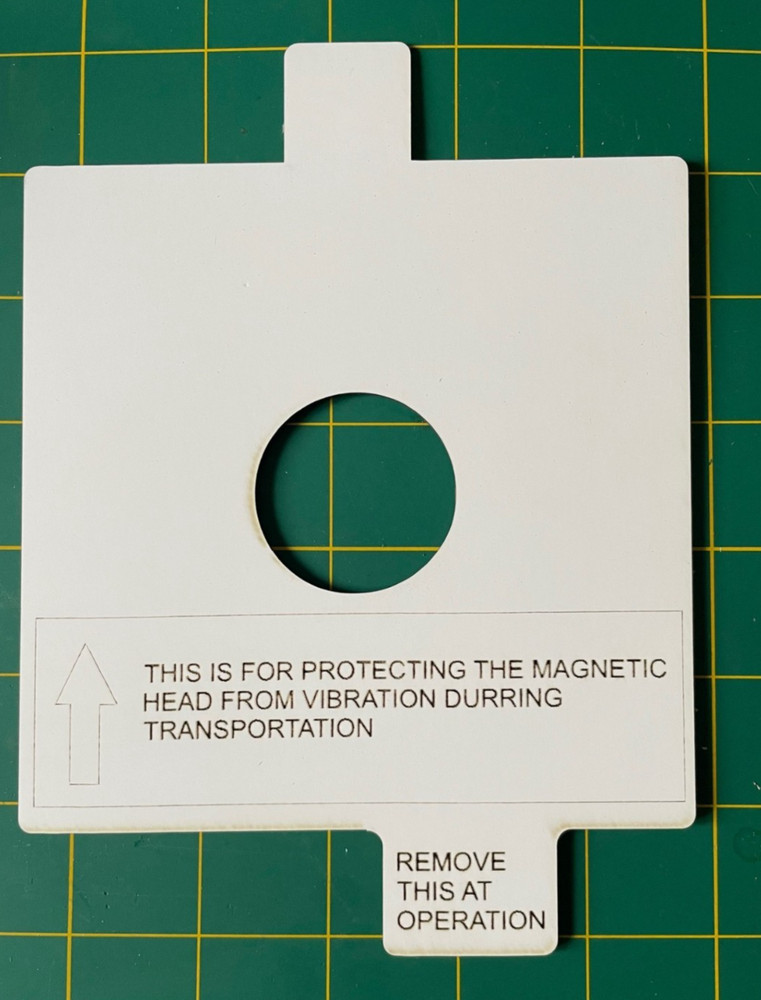 THIS IS FOR PROTECTING THE MAGNETIC
HEAD FROM VIBRATION DURRING
TRANSPORTATION
REMOVE
THIS AT
OPERATION